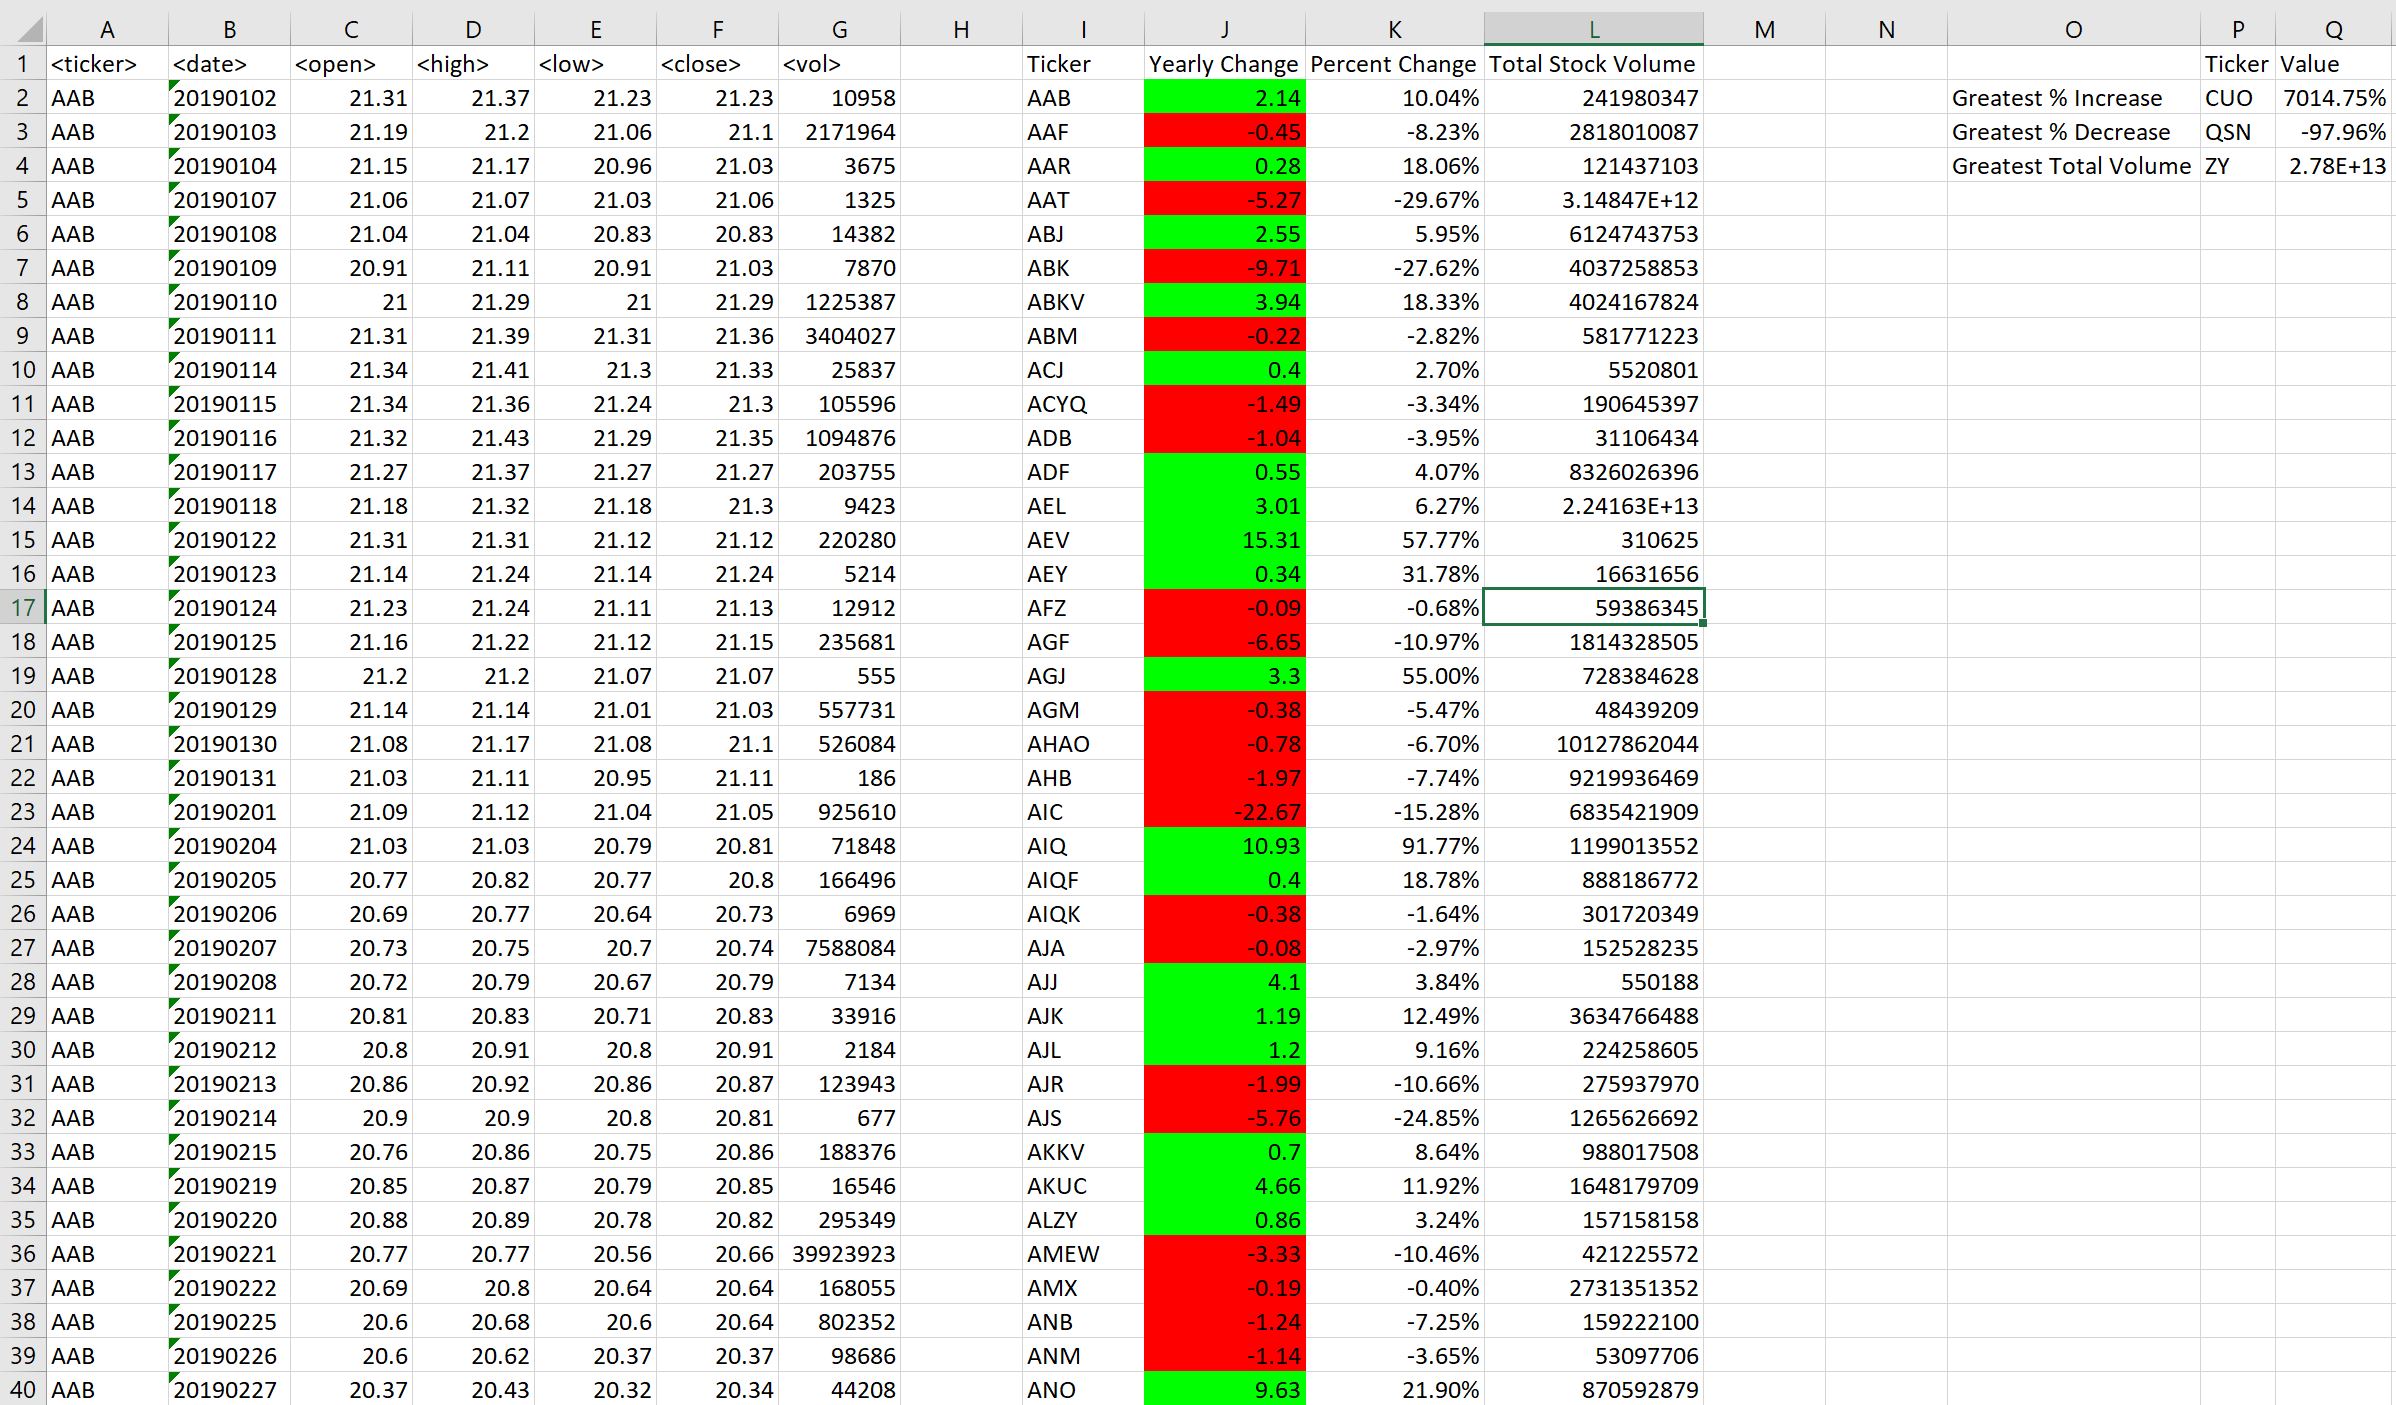 A B C D E F G H I J K L M N O P Q
1 <ticker> <date> <open> <high> <low> <close> <vol> Ticker Yearly Change Percent Change Total Stock Volume Ticker Value
2 AAB 20190102 21.31 21.37 21.23 21.23 10958 AAB 2.14 10.04% 241980347 Greatest % Increase CUO 7014.75%
3 AAB 20190103 21.19 21.2 21.06 21.1 2171964 AAF -0.45 -8.23% 2818010087 Greatest % Decrease QSN -97.96%
4 AAB 20190104 21.15 21.17 20.96 21.03 3675 AAR 0.28 18.06% 121437103 Greatest Total Volume ZY 2.78E+13
5 AAB 20190107 21.06 21.07 21.03 21.06 1325 AAT -5.27 -29.67% 3.14847E+12
6 AAB 20190108 21.04 21.04 20.83 20.83 14382 ABJ 2.55 5.95% 6124743753
7 AAB 20190109 20.91 21.11 20.91 21.03 7870 ABK -9.71 -27.62% 4037258853
8 AAB 20190110 21 21.29 21 21.29 1225387 ABKV 3.94 18.33% 4024167824
9 AAB 20190111 21.31 21.39 21.31 21.36 3404027 ABM -0.22 -2.82% 581771223
10 AAB 20190114 21.34 21.41 21.3 21.33 25837 ACJ 0.4 2.70% 5520801
11 AAB 20190115 21.34 21.36 21.24 21.3 105596 ACYQ -1.49 -3.34% 190645397
12 AAB 20190116 21.32 21.43 21.29 21.35 1094876 ADB -1.04 -3.95% 31106434
13 AAB 20190117 21.27 21.37 21.27 21.27 203755 ADF 0.55 4.07% 8326026396
14 AAB 20190118 21.18 21.32 21.18 21.3 9423 AEL 3.01 6.27% 2.24163E+13
15 AAB 20190122 21.31 21.31 21.12 21.12 220280 AEV 15.31 57.77% 310625
16 AAB 20190123 21.14 21.24 21.14 21.24 5214 AEY 0.34 31.78% 16631656
17 AAB 20190124 21.23 21.24 21.11 21.13 12912 AFZ -0.09 -0.68% 59386345
18 AAB 20190125 21.16 21.22 21.12 21.15 235681 AGF -6.65 -10.97% 1814328505
19 AAB 20190128 21.2 21.2 21.07 21.07 555 AGJ 3.3 55.00% 728384628
20 AAB 20190129 21.14 21.14 21.01 21.03 557731 AGM -0.38 -5.47% 48439209
21 AAB 20190130 21.08 21.17 21.08 21.1 526084 AHAO -0.78 -6.70% 10127862044
22 AAB 20190131 21.03 21.11 20.95 21.11 186 AHB -1.97 -7.74% 9219936469
23 AAB 20190201 21.09 21.12 21.04 21.05 925610 AIC -22.67 -15.28% 6835421909
24 AAB 20190204 21.03 21.03 20.79 20.81 71848 AIQ 10.93 91.77% 1199013552
25 AAB 20190205 20.77 20.82 20.77 20.8 166496 AIQF 0.4 18.78% 888186772
26 AAB 20190206 20.69 20.77 20.64 20.73 6969 AIQK -0.38 -1.64% 301720349
27 AAB 20190207 20.73 20.75 20.7 20.74 7588084 AJA -0.08 -2.97% 152528235
28 AAB 20190208 20.72 20.79 20.67 20.79 7134 AJJ 4.1 3.84% 550188
29 AAB 20190211 20.81 20.83 20.71 20.83 33916 AJK 1.19 12.49% 3634766488
30 AAB 20190212 20.8 20.91 20.8 20.91 2184 AJL 1.2 9.16% 224258605
31 AAB 20190213 20.86 20.92 20.86 20.87 123943 AJR -1.99 -10.66% 275937970
32 AAB 20190214 20.9 20.9 20.8 20.81 677 AJS -5.76 -24.85% 1265626692
33 AAB 20190215 20.76 20.86 20.75 20.86 188376 AKKV 0.7 8.64% 988017508
34 AAB 20190219 20.85 20.87 20.79 20.85 16546 AKUC 4.66 11.92% 1648179709
35 AAB 20190220 20.88 20.89 20.78 20.82 295349 ALZY 0.86 3.24% 157158158
36 AAB 20190221 20.77 20.77 20.56 20.66 39923923 AMEW -3.33 -10.46% 421225572
37 AAB 20190222 20.69 20.8 20.64 20.64 168055 AMX -0.19 -0.40% 2731351352
38 AAB 20190225 20.6 20.68 20.6 20.64 802352 ANB -1.24 -7.25% 159222100
39 AAB 20190226 20.6 20.62 20.37 20.37 98686 ANM -1.14 -3.65% 53097706
40 AAB 20190227 20.37 20.43 20.32 20.34 44208 ANO 9.63 21.90% 870592879